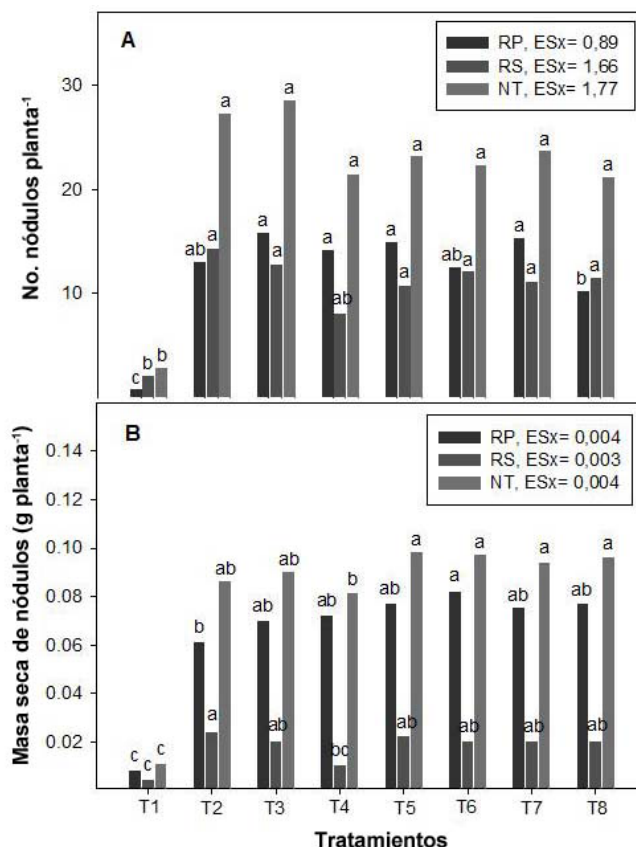 A
RP, ESx= 0,89
RS, ESx= 1,66
NT, ESx= 1,77
No. nódulos planta⁻¹
30
20
10
c b b
ab a a
a a a
a ab a
a a a
ab a a
a a a
b a a
B
RP, ESx= 0,004
RS, ESx= 0,003
NT, ESx= 0,004
Masa seca de nódulos (g planta⁻¹)
0.14
0.12
0.10
0.08
0.06
0.04
0.02
c c c
b a ab
ab ab ab
ab bc b
ab ab a
a ab a
ab ab a
ab ab a
T1 T2 T3 T4 T5 T6 T7 T8
Tratamientos